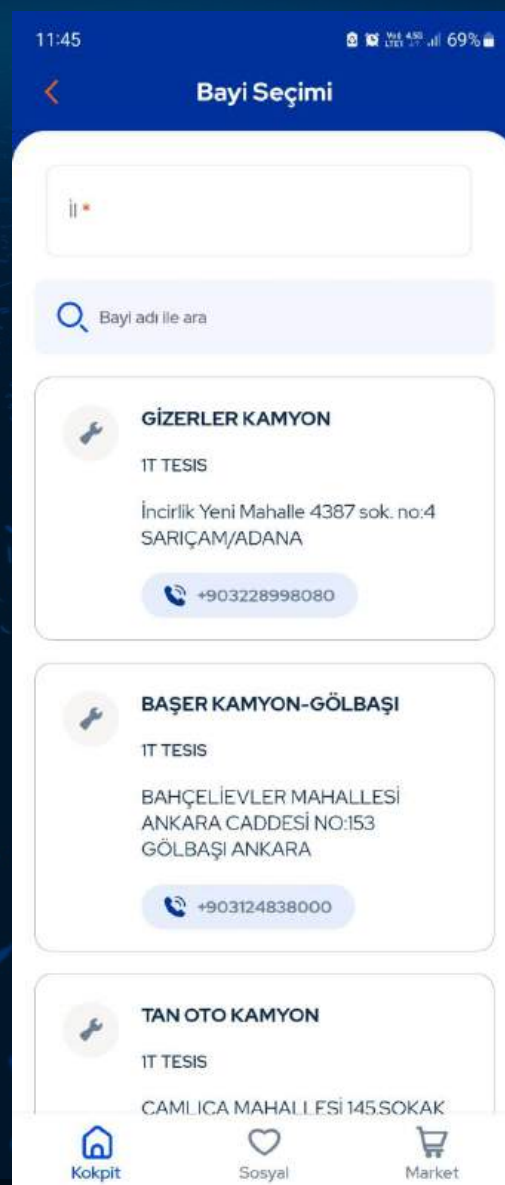 11:45
69%
Bayi Seçimi
İl *
Bayi adı ile ara
GİZERLER KAMYON
1T TESIS
İncirlik Yeni Mahalle 4387 sok. no:4
SARIÇAM/ADANA
+903228998080
BAŞER KAMYON-GÖLBAŞI
1T TESIS
BAHÇELİEVLER MAHALLESİ
ANKARA CADDESİ NO:153
GÖLBAŞI ANKARA
+903124838000
TAN OTO KAMYON
1T TESIS
ÇAMLICA MAHALLESİ 145.SOKAK
Kokpit
Sosyal
Market